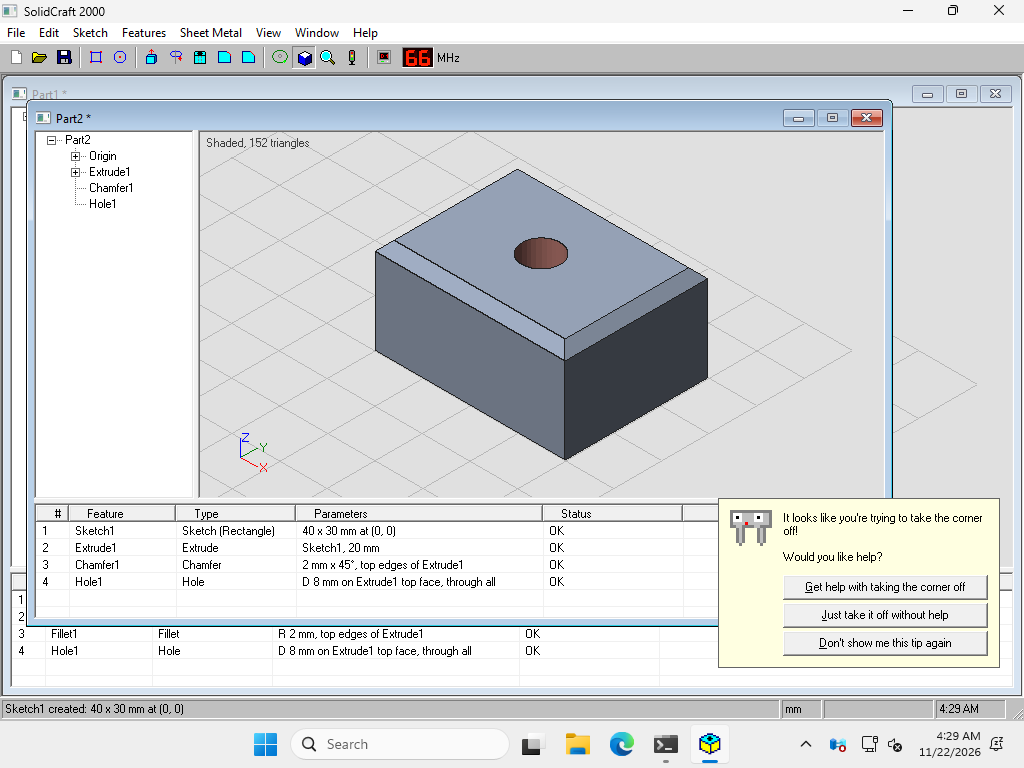 SolidCraft 2000
File Edit Sketch Features Sheet Metal View Window Help
66 MHz
Part1 *
Part2 *
Part2
Origin
Extrude1
Chamfer1
Hole1
Shaded, 152 triangles
Z
Y
X
# Feature Type Parameters Status
1 Sketch1 Sketch (Rectangle) 40 x 30 mm at (0, 0) OK
2 Extrude1 Extrude Sketch1, 20 mm OK
3 Chamfer1 Chamfer 2 mm x 45°, top edges of Extrude1 OK
4 Hole1 Hole D 8 mm on Extrude1 top face, through all OK
1
2
3 Fillet1 Fillet R 2 mm, top edges of Extrude1 OK
4 Hole1 Hole D 8 mm on Extrude1 top face, through all OK
It looks like you're trying to take the corner
off!
Would you like help?
Get help with taking the corner off
Just take it off without help
Don't show me this tip again
Sketch1 created: 40 x 30 mm at (0, 0) mm 4:29 AM
Search
4:29 AM
11/22/2026